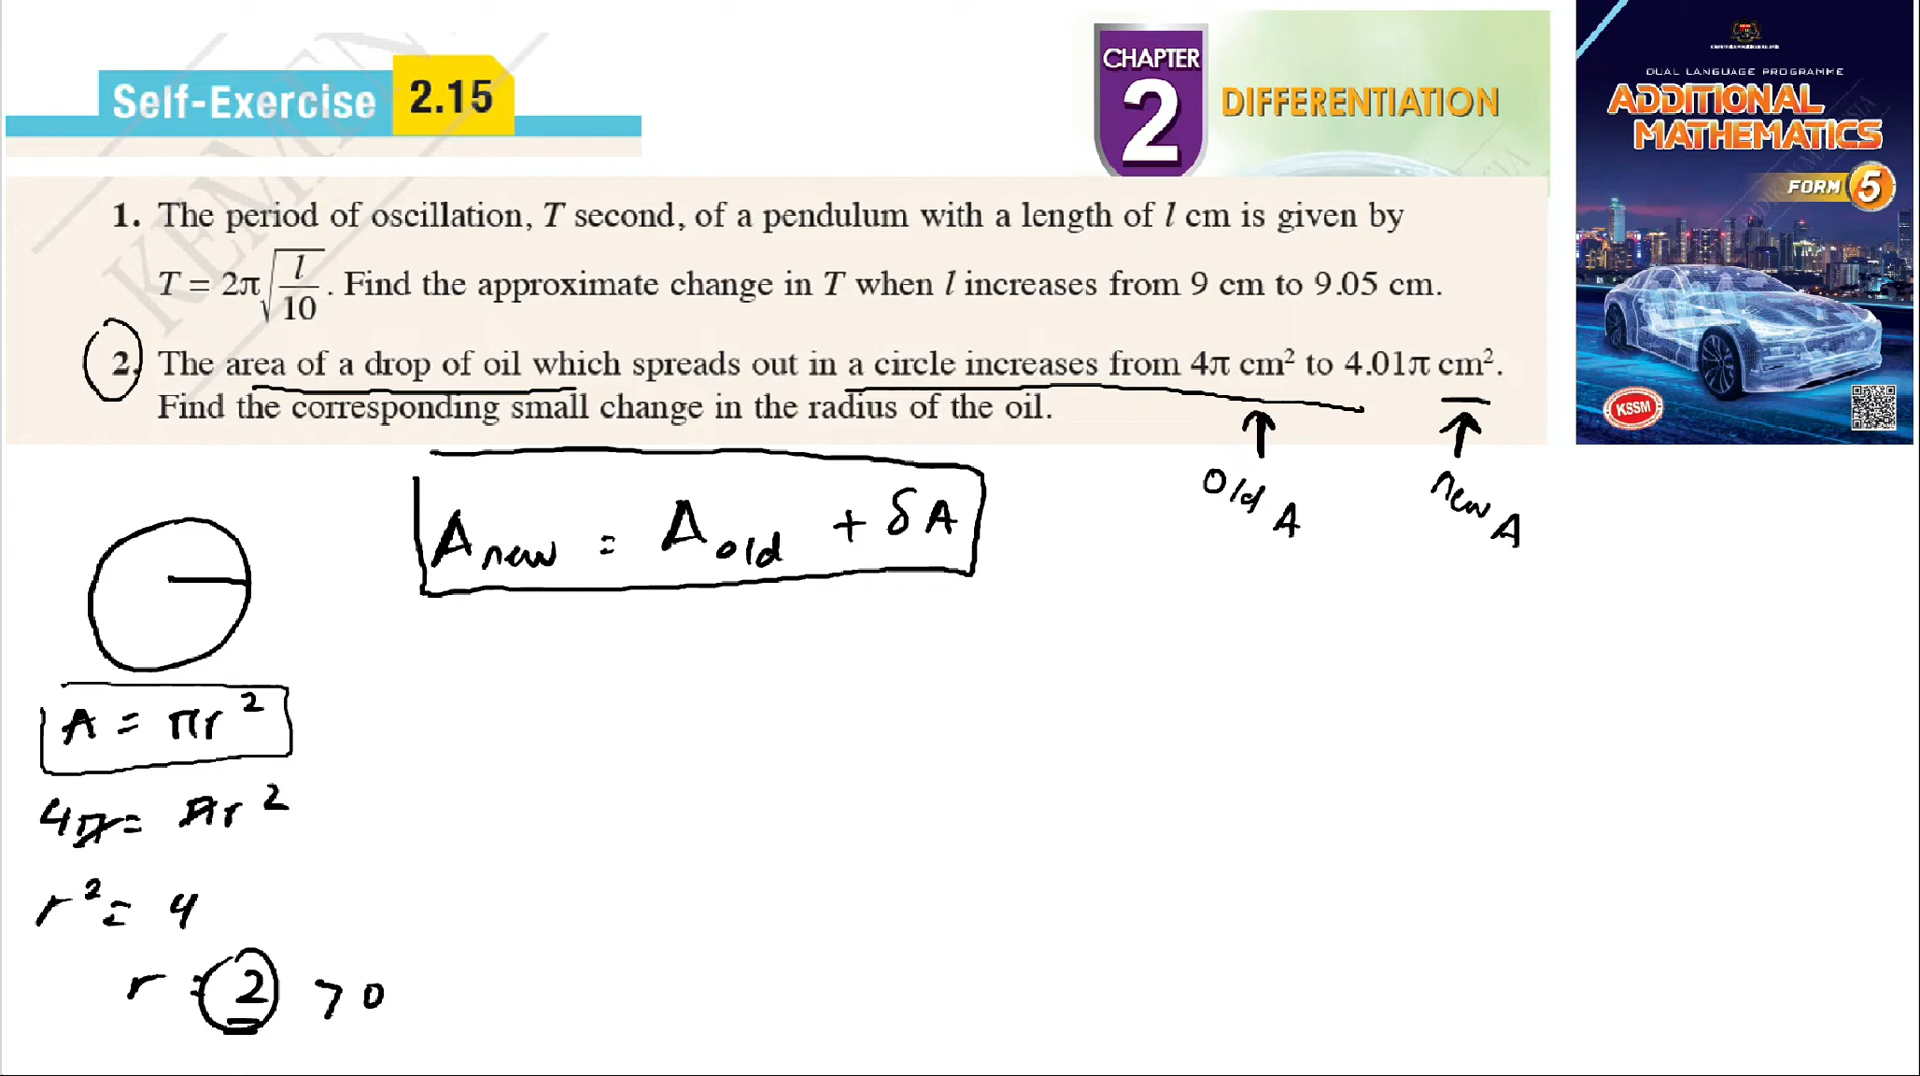 Self-Exercise 2.15
CHAPTER
2
DIFFERENTIATION
DUAL LANGUAGE PROGRAMME
ADDITIONAL
MATHEMATICS
FORM 5
KSSM
1. The period of oscillation, T second, of a pendulum with a length of l cm is given by
T = 2π√(l/10). Find the approximate change in T when l increases from 9 cm to 9.05 cm.
2. The area of a drop of oil which spreads out in a circle increases from 4π cm² to 4.01π cm².
Find the corresponding small change in the radius of the oil.
old A
new A
A new = A old + δA
A = πr²
4π = πr²
r² = 4
r = 2 > 0